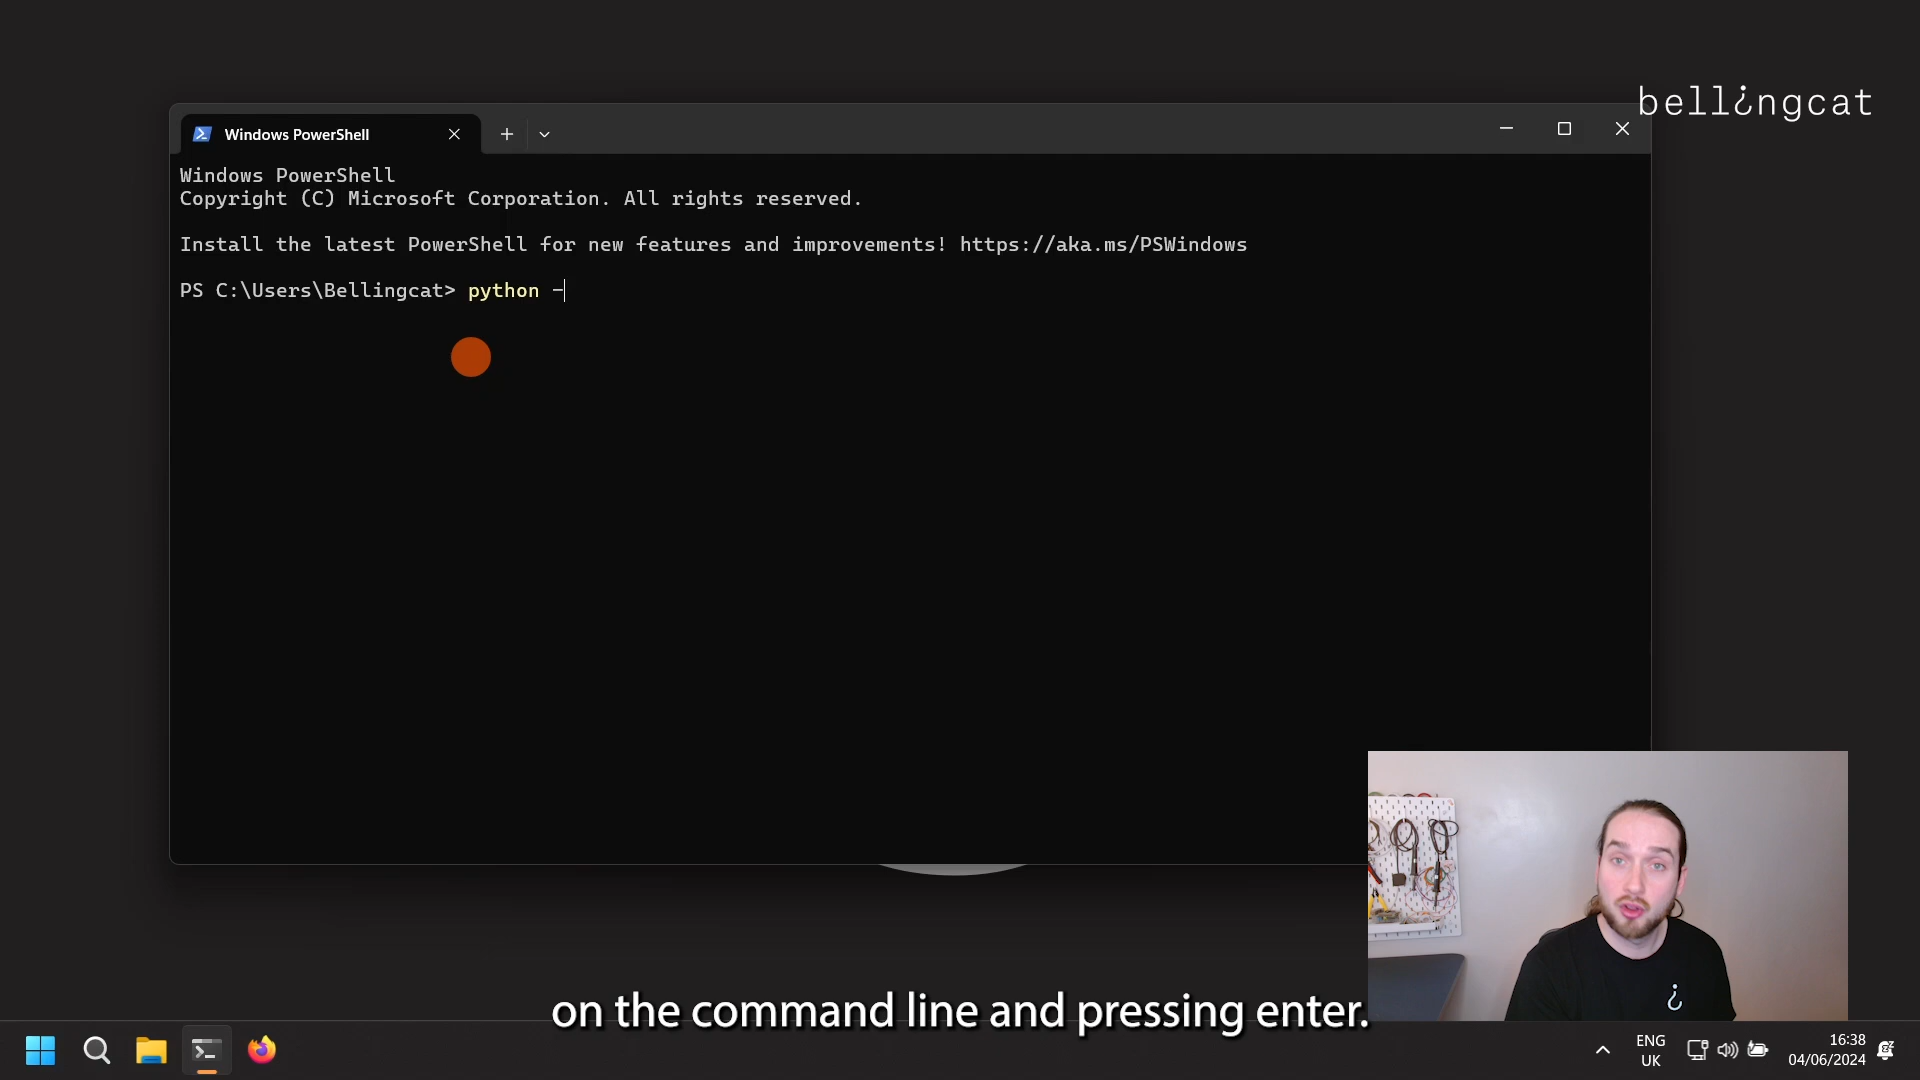 bell¿ngcat
Windows PowerShell
Windows PowerShell
Copyright (C) Microsoft Corporation. All rights reserved.
Install the latest PowerShell for new features and improvements! https://aka.ms/PSWindows
PS C:\Users\Bellingcat> python -
on the command line and pressing enter.
ENG
UK
16:38
04/06/2024